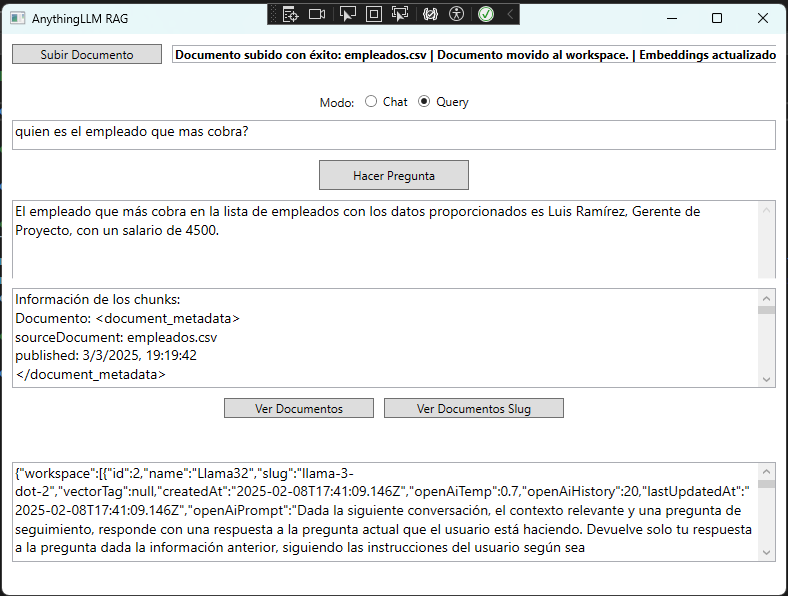 AnythingLLM RAG
Subir Documento
Documento subido con éxito: empleados.csv | Documento movido al workspace. | Embeddings actualizado
Modo: Chat Query
quien es el empleado que mas cobra?
Hacer Pregunta
El empleado que más cobra en la lista de empleados con los datos proporcionados es Luis Ramírez, Gerente de
Proyecto, con un salario de 4500.
Información de los chunks:
Documento: <document_metadata>
sourceDocument: empleados.csv
published: 3/3/2025, 19:19:42
</document_metadata>
Ver Documentos
Ver Documentos Slug
{"workspace":[{"id":2,"name":"Llama32","slug":"llama-3-
dot-2","vectorTag":null,"createdAt":"2025-02-08T17:41:09.146Z","openAiTemp":0.7,"openAiHistory":20,"lastUpdatedAt":"
2025-02-08T17:41:09.146Z","openAiPrompt":"Dada la siguiente conversación, el contexto relevante y una pregunta de
seguimiento, responde con una respuesta a la pregunta actual que el usuario está haciendo. Devuelve solo tu respuesta
a la pregunta dada la información anterior, siguiendo las instrucciones del usuario según sea